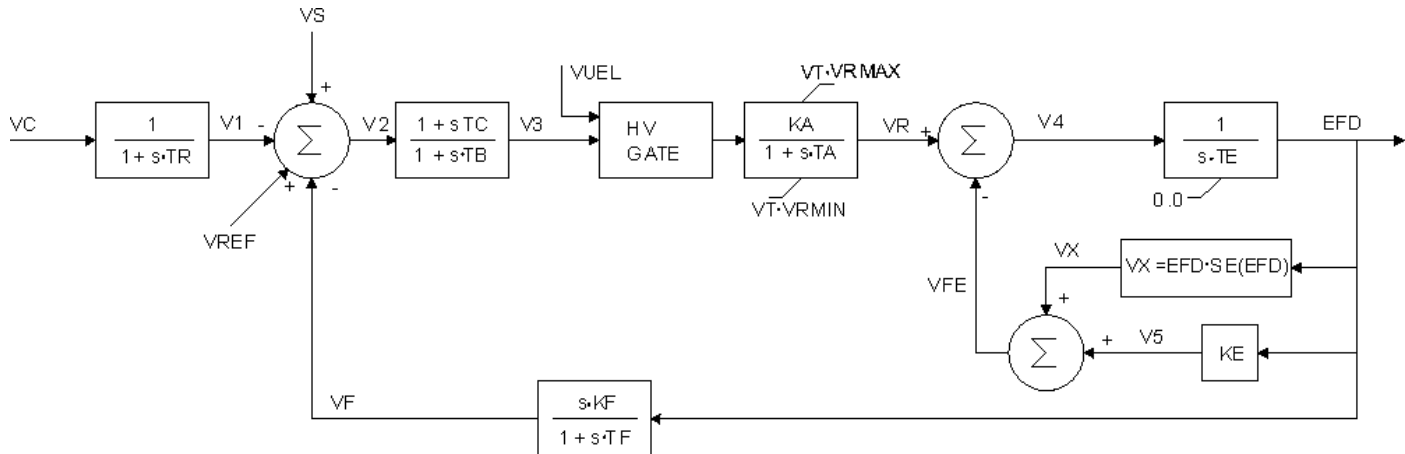 VS
VUEL
VT·VRMAX
+
VC
1
1 + s·TR
V1
-
Σ
V2
1 + s TC
1 + s·TB
V3
HV
GATE
KA
1 + s·TA
VR
+
Σ
V4
1
s·TE
EFD
+
-
VREF
VT·VRMIN
-
0.0
VX
VX =EFD·SE(EFD)
VFE
+
Σ
+
V5
KE
VF
s·KF
1 + s·TF